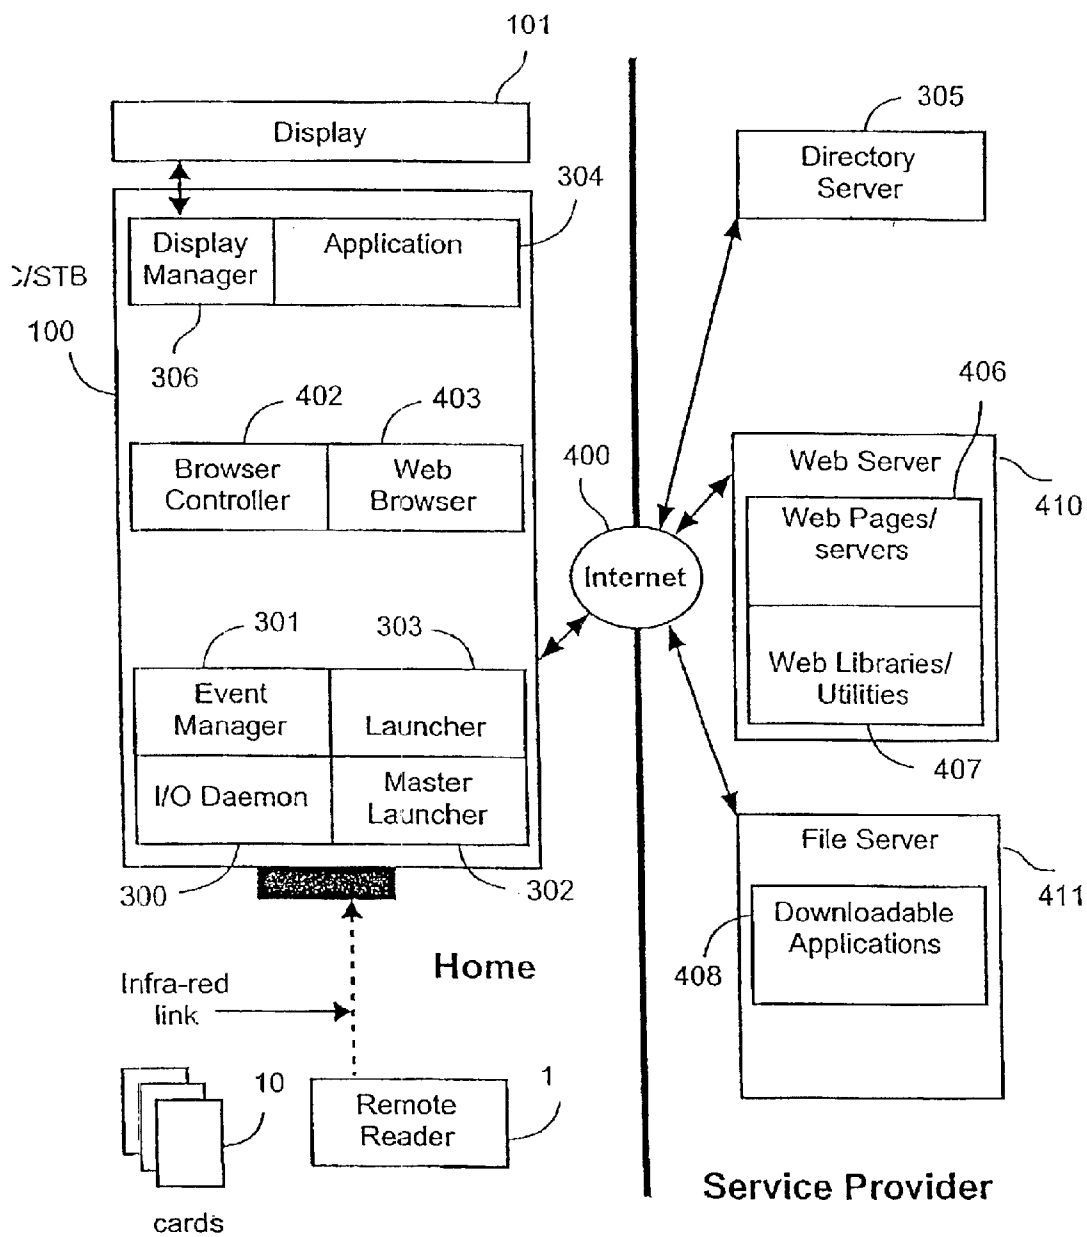 101
Display
305
Directory
Server
304
Display
Manager
Application
C/STB
100
306
402
403
406
Browser
Controller
Web
Browser
400
Web Server
410
Web Pages/
servers
Internet
301
303
Event
Manager
Launcher
Web Libraries/
Utilities
407
I/O Daemon
Master
Launcher
File Server
300
302
411
Downloadable
Applications
408
Home
Infra-red
link
10
1
Remote
Reader
Service Provider
cards